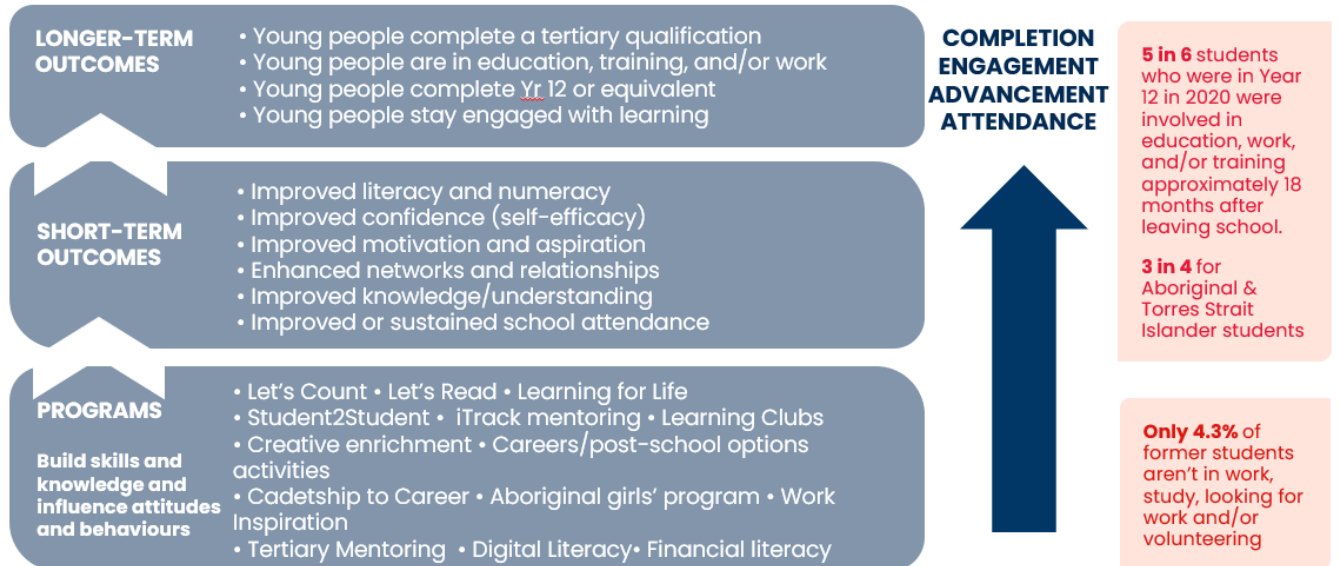 LONGER-TERM
OUTCOMES
• Young people complete a tertiary qualification
• Young people are in education, training, and/or work
• Young people complete Yr 12 or equivalent
• Young people stay engaged with learning
SHORT-TERM
OUTCOMES
• Improved literacy and numeracy
• Improved confidence (self-efficacy)
• Improved motivation and aspiration
• Enhanced networks and relationships
• Improved knowledge/understanding
• Improved or sustained school attendance
PROGRAMS
Build skills and
knowledge and
influence attitudes
and behaviours
• Let's Count • Let's Read • Learning for Life
• Student2Student •  iTrack mentoring • Learning Clubs
• Creative enrichment • Careers/post-school options
activities
• Cadetship to Career • Aboriginal girls' program • Work
Inspiration
• Tertiary Mentoring  • Digital Literacy• Financial literacy
COMPLETION
ENGAGEMENT
ADVANCEMENT
ATTENDANCE
5 in 6 students
who were in Year
12 in 2020 were
involved in
education, work,
and/or training
approximately 18
months after
leaving school.
3 in 4 for
Aboriginal &
Torres Strait
Islander students
Only 4.3% of
former students
aren't in work,
study, looking for
work and/or
volunteering